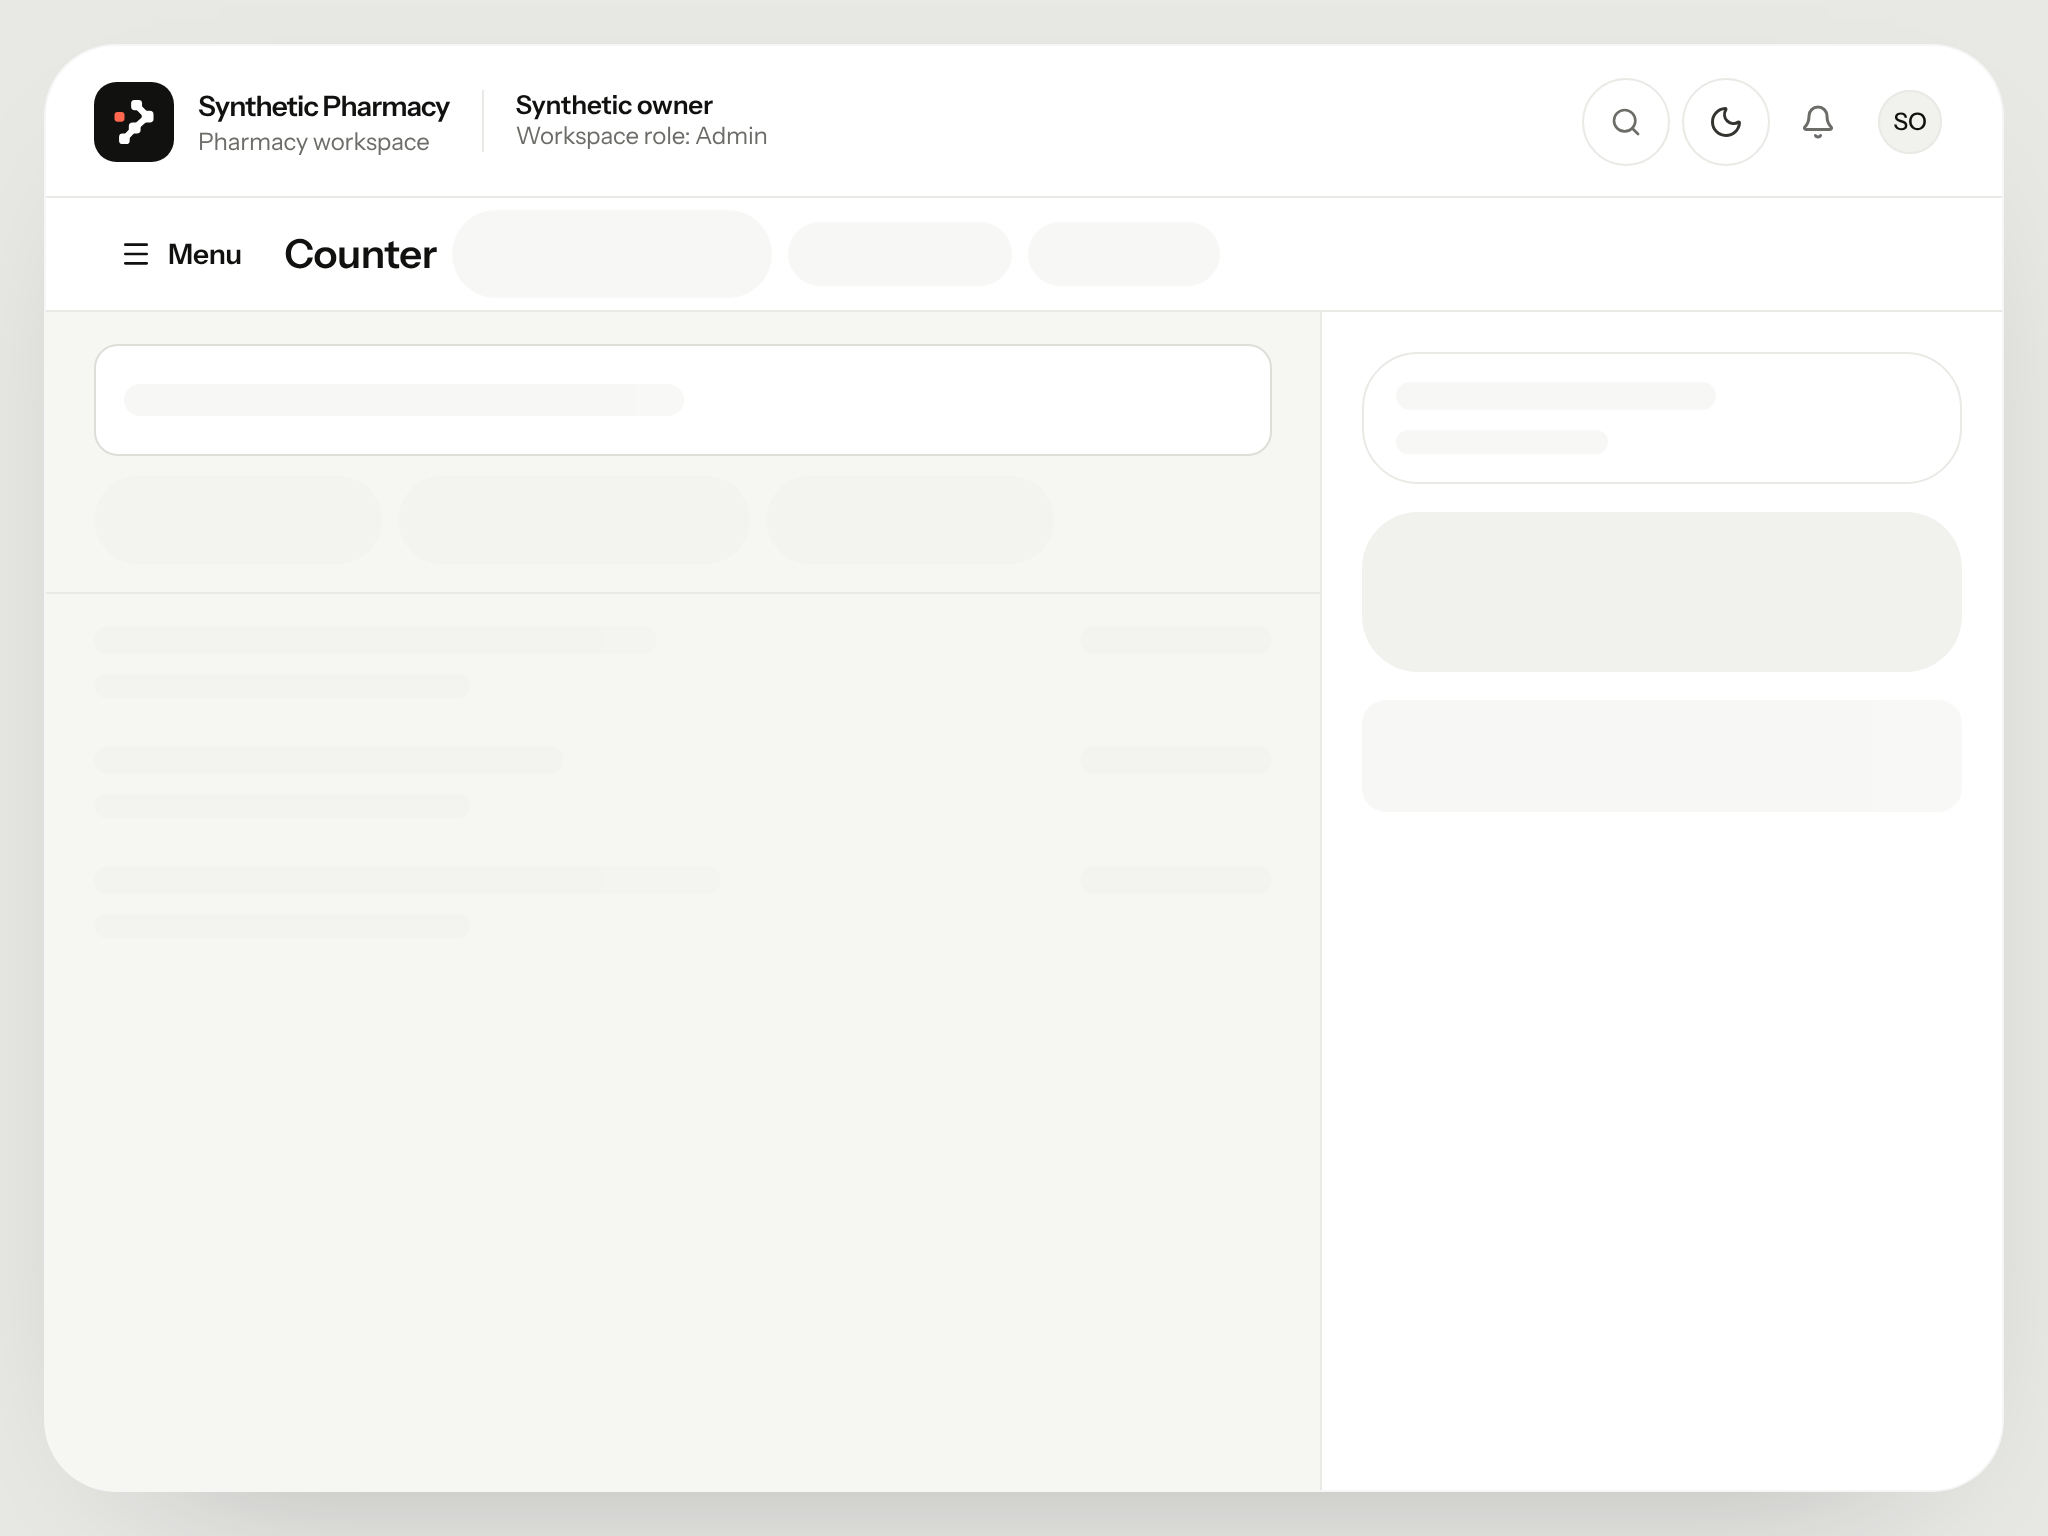 Synthetic Pharmacy
Pharmacy workspace
Synthetic owner
Workspace role: Admin
SO
Menu
Counter